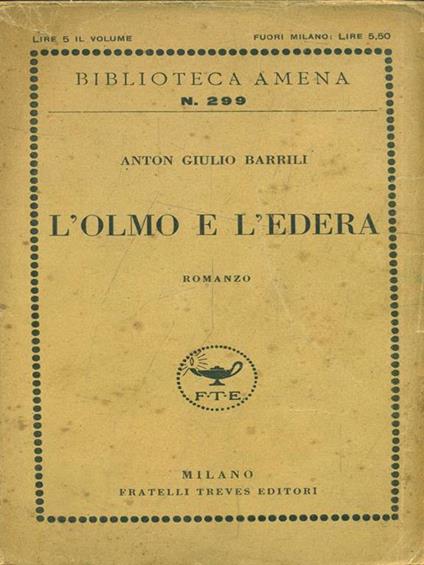 LIRE 5 IL VOLUME
FUORI MILANO: LIRE 5,50
BIBLIOTECA AMENA
N. 299
ANTON GIULIO BARRILI
L'OLMO E L'EDERA
ROMANZO
F·T·E
MILANO
FRATELLI TREVES EDITORI